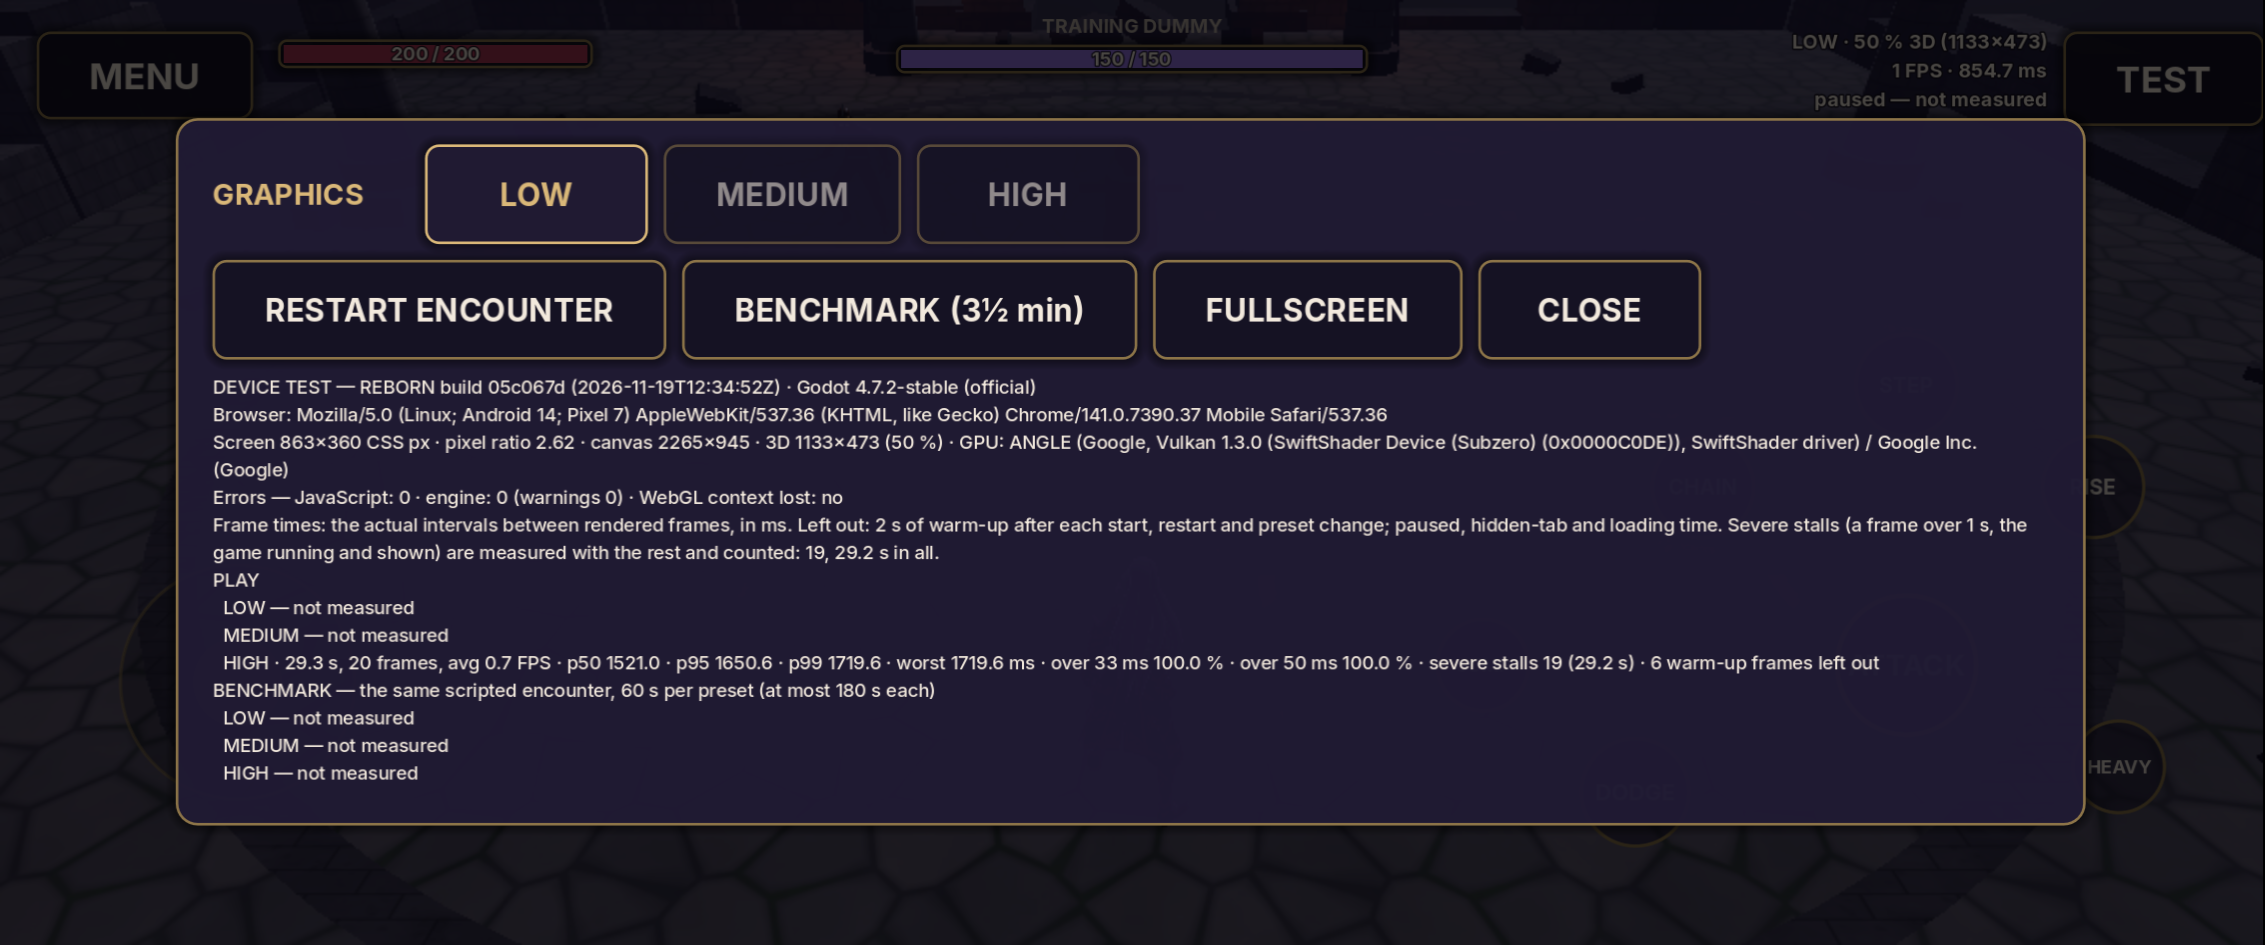 TRAINING DUMMY
MENU
200 / 200
150 / 150
LOW · 50 % 3D (1133×473)
1 FPS · 854.7 ms
paused — not measured
TEST
GRAPHICS
LOW
MEDIUM
HIGH
RESTART ENCOUNTER
BENCHMARK (3½ min)
FULLSCREEN
CLOSE
DEVICE TEST — REBORN build 05c067d (2026-11-19T12:34:52Z) · Godot 4.7.2-stable (official)
Browser: Mozilla/5.0 (Linux; Android 14; Pixel 7) AppleWebKit/537.36 (KHTML, like Gecko) Chrome/141.0.7390.37 Mobile Safari/537.36
Screen 863×360 CSS px · pixel ratio 2.62 · canvas 2265×945 · 3D 1133×473 (50 %) · GPU: ANGLE (Google, Vulkan 1.3.0 (SwiftShader Device (Subzero) (0x0000C0DE)), SwiftShader driver) / Google Inc.
(Google)
Errors — JavaScript: 0 · engine: 0 (warnings 0) · WebGL context lost: no
Frame times: the actual intervals between rendered frames, in ms. Left out: 2 s of warm-up after each start, restart and preset change; paused, hidden-tab and loading time. Severe stalls (a frame over 1 s, the
game running and shown) are measured with the rest and counted: 19, 29.2 s in all.
PLAY
LOW — not measured
MEDIUM — not measured
HIGH · 29.3 s, 20 frames, avg 0.7 FPS · p50 1521.0 · p95 1650.6 · p99 1719.6 · worst 1719.6 ms · over 33 ms 100.0 % · over 50 ms 100.0 % · severe stalls 19 (29.2 s) · 6 warm-up frames left out
BENCHMARK — the same scripted encounter, 60 s per preset (at most 180 s each)
LOW — not measured
MEDIUM — not measured
HIGH — not measured
HEAVY